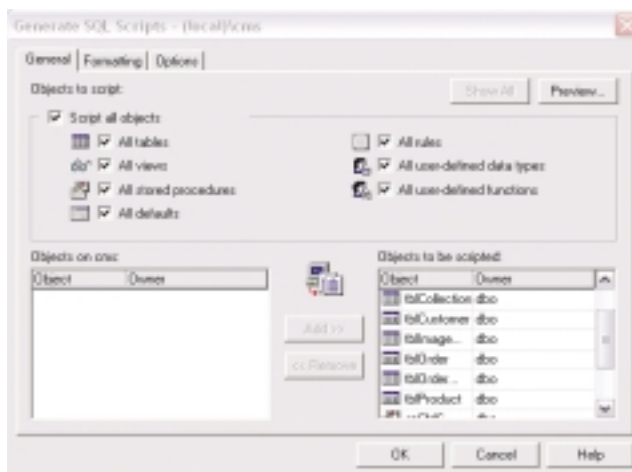 Generate SQL Scripts - (local)\cms
General Formatting Options
Objects to script:
Show All
Preview...
Script all objects
All tables
All rules
All views
All user-defined data types
All stored procedures
All user-defined functions
All defaults
Objects on cms:
Objects to be scripted:
Object Owner
Object Owner
tblCollection dbo
tblCustomer dbo
tblImage... dbo
tblOrder dbo
tblOrder... dbo
tblProduct dbo
Add >>
<< Remove
OK Cancel Help